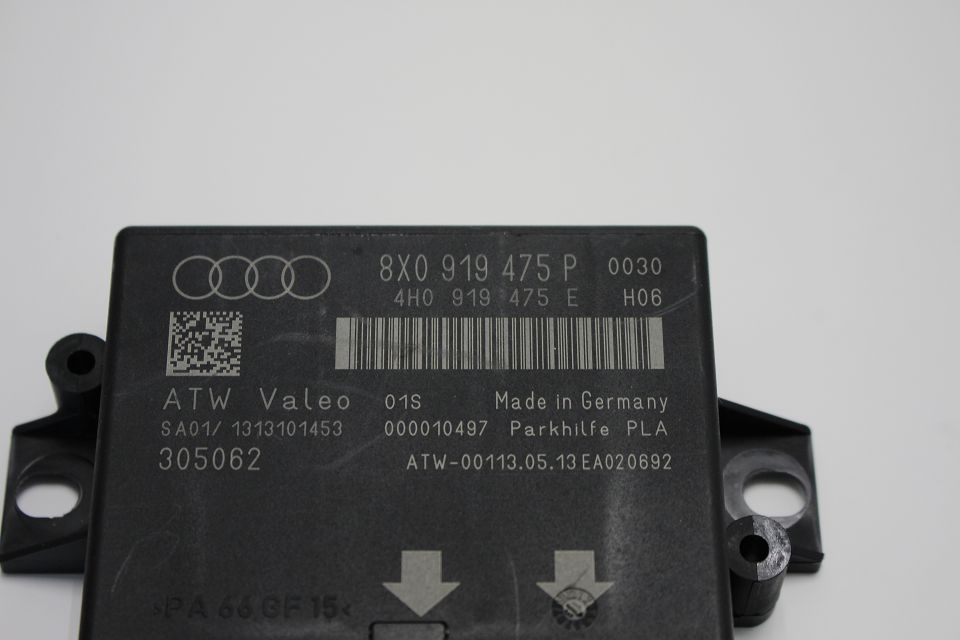 8X0 919 475 P 0030
4H0 919 475 E H06
ATW Valeo 01S Made in Germany
SA01/ 1313101453 000010497 Parkhilfe PLA
305062 ATW-00113.05.13EA020692
>PA 66 GF 15<